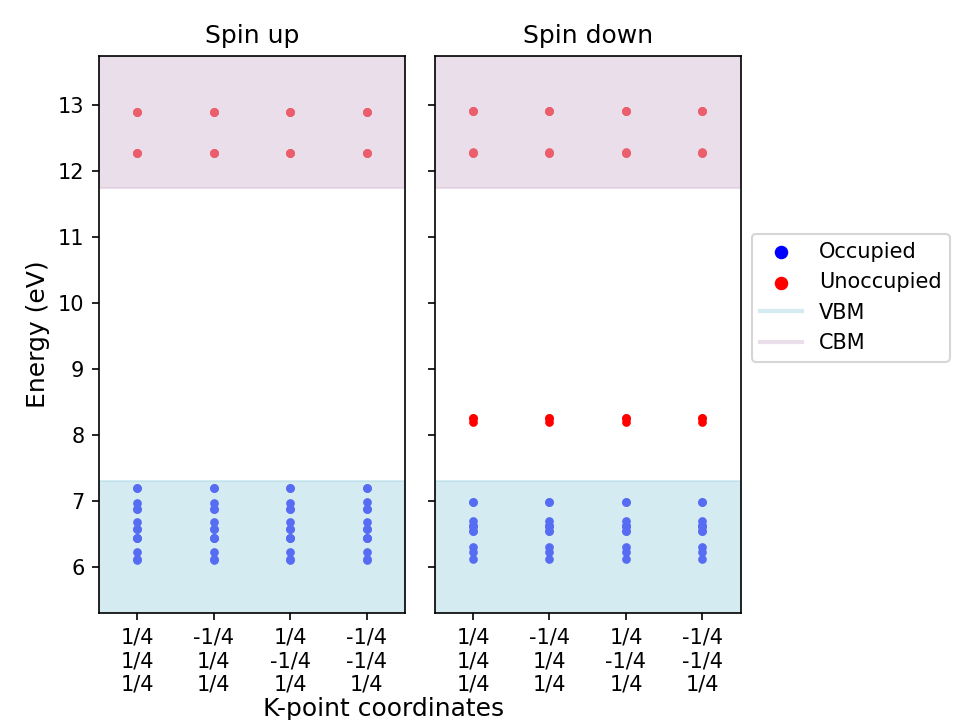 Spin up
Spin down
Energy (eV)
13
12
11
10
9
8
7
6
Occupied
Unoccupied
VBM
CBM
1/4 -1/4 1/4 -1/4 1/4 -1/4 1/4 -1/4
1/4 1/4 -1/4 -1/4 1/4 1/4 -1/4 -1/4
1/4 1/4 1/4 1/4 1/4 1/4 1/4 1/4
K-point coordinates